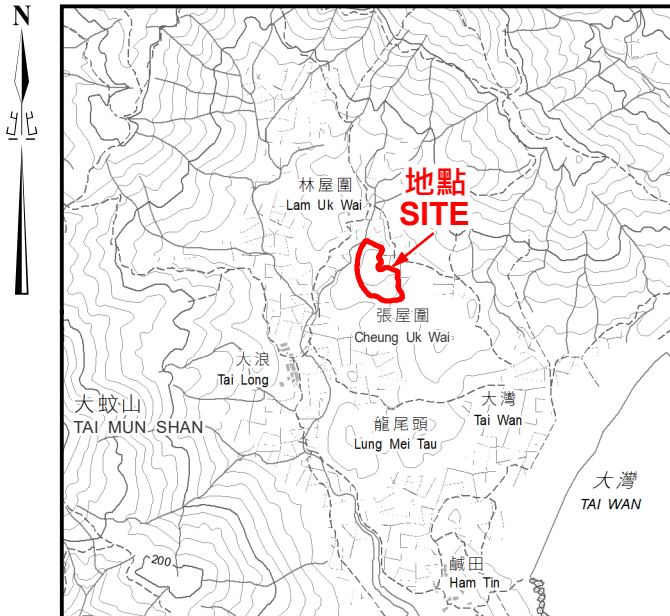 N
北
林屋圍
Lam Uk Wai
地點
SITE
張屋圍
Cheung Uk Wai
大浪
Tai Long
大蚊山
TAI MUN SHAN
龍尾頭
Lung Mei Tau
大灣
Tai Wan
大灣
TAI WAN
200
鹹田
Ham Tin